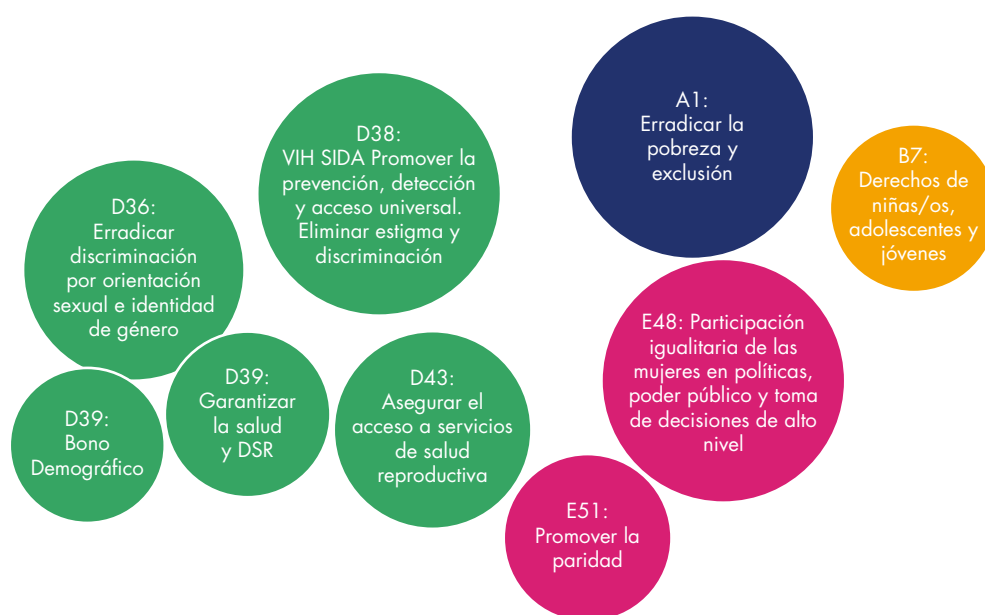 A1:
Erradicar la
pobreza y
exclusión
D38:
VIH SIDA Promover la
prevención, detección
y acceso universal.
Eliminar estigma y
discriminación
B7:
Derechos de
niñas/os,
adolescentes y
jóvenes
D36:
Erradicar
discriminación
por orientación
sexual e identidad
de género
E48: Participación
igualitaria de las
mujeres en políticas,
poder público y toma
de decisiones de alto
nivel
D39:
Garantizar
la salud
y DSR
D43:
Asegurar el
acceso a servicios
de salud
reproductiva
D39:
Bono
Demográfico
E51:
Promover la
paridad